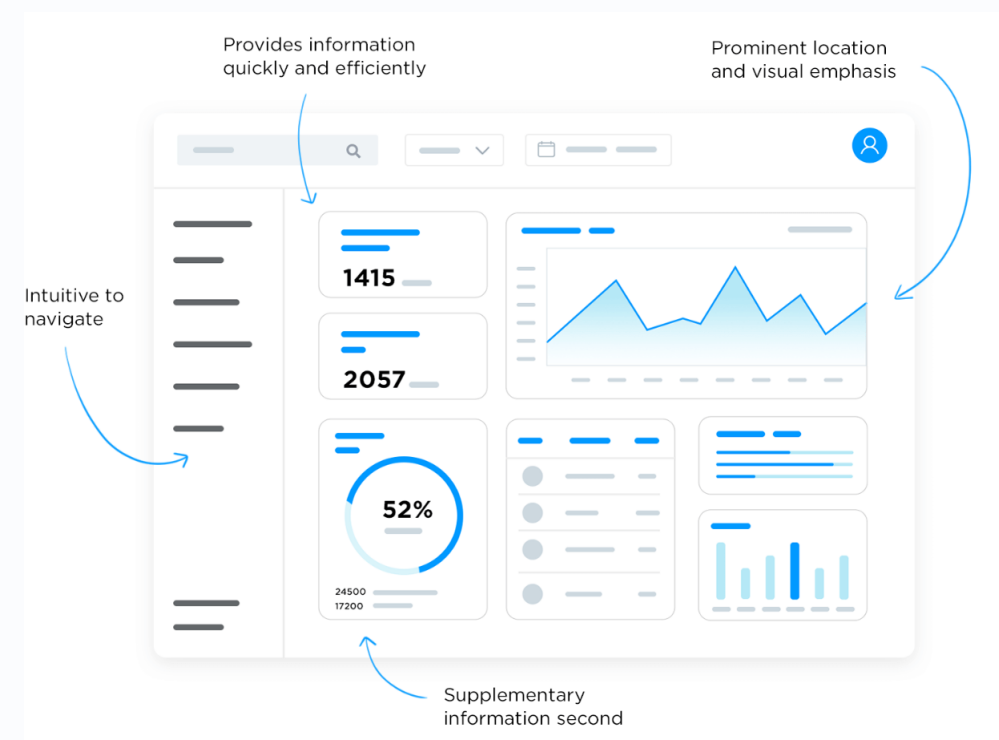 Provides information
quickly and efficiently
Prominent location
and visual emphasis
Intuitive to
navigate
1415
2057
52%
24500
17200
Supplementary
information second